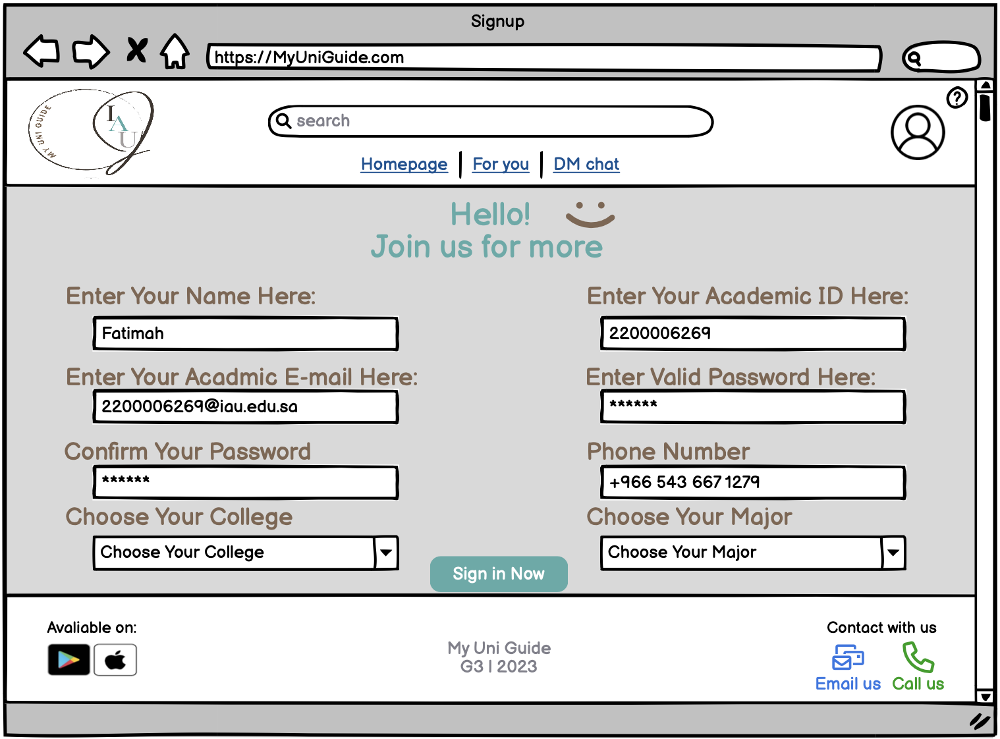 Signup
https://MyUniGuide.com
MY UNI GUIDE
I
A
U
search
?
Homepage | For you | DM chat
Hello!
Join us for more
Enter Your Name Here:
Fatimah
Enter Your Academic ID Here:
2200006269
Enter Your Acadmic E-mail Here:
2200006269@iau.edu.sa
Enter Valid Password Here:
******
Confirm Your Password
******
Phone Number
+966 543 667 1279
Choose Your College
Choose Your College
Choose Your Major
Choose Your Major
Sign in Now
Avaliable on:
My Uni Guide
G3 | 2023
Contact with us
Email us
Call us